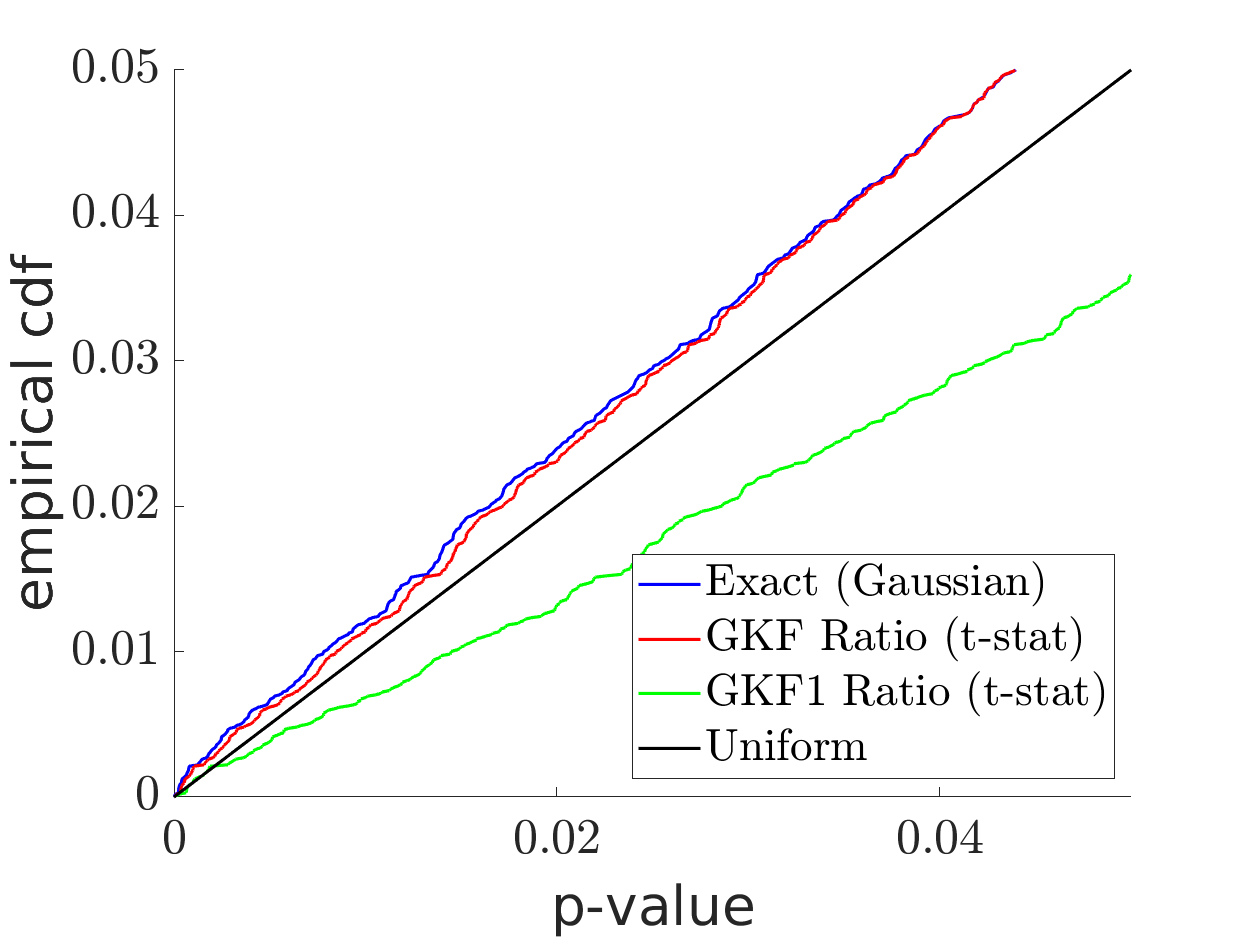 0.05
0.04
0.03
0.02
0.01
0
empirical cdf
Exact (Gaussian)
GKF Ratio (t-stat)
GKF1 Ratio (t-stat)
Uniform
0
0.02
0.04
p-value